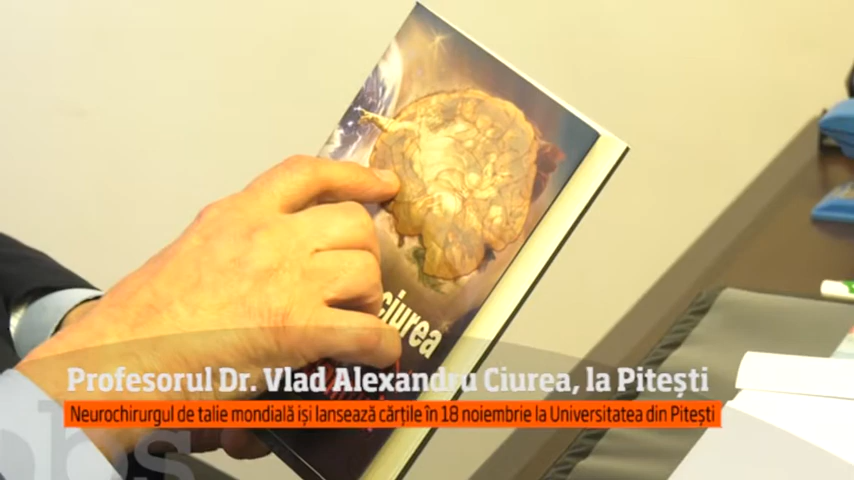 ciurea
Profesorul Dr. Vlad Alexandru Ciurea, la Pitești
Neurochirurgul de talie mondială iși lansează cărțile în 18 noiembrie la Universitatea din Pitești